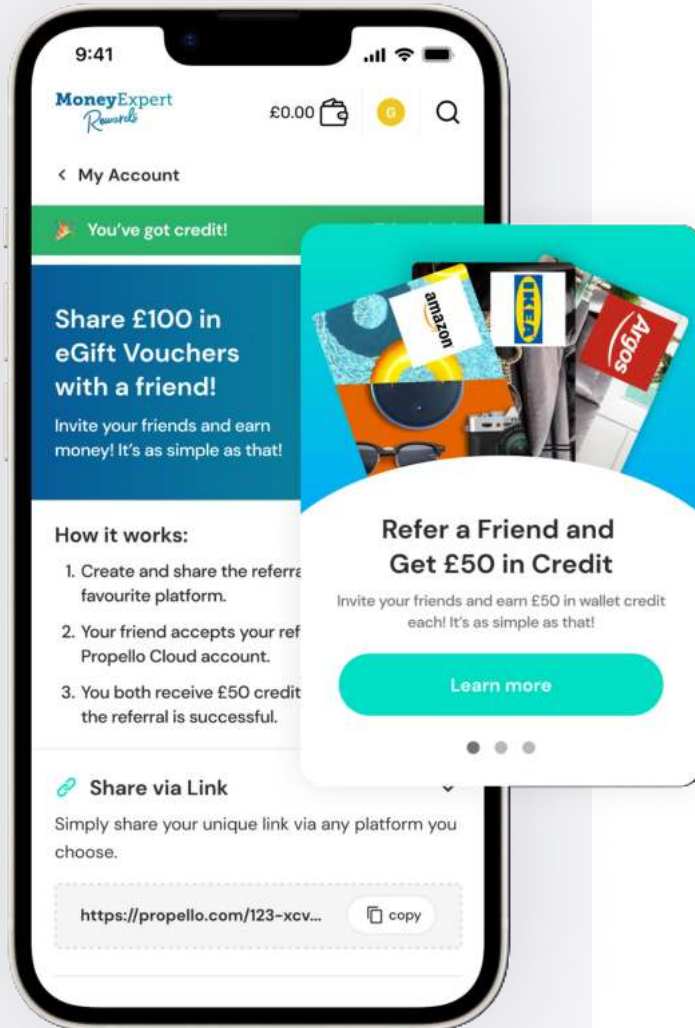 9:41
MoneyExpert
Rewards
£0.00
G
< My Account
You've got credit!
Share £100 in
eGift Vouchers
with a friend!
Invite your friends and earn
money! It's as simple as that!
How it works:
1. Create and share the
favourite platform.
2. Your friend accepts your
Propello Cloud account.
3. You both receive £50 credit
the referral is successful.
Share via Link
Simply share your unique link via any platform you
choose.
https://propello.com/123-xcv...
copy
amazon
IKEA
Argos
Refer a Friend and
Get £50 in Credit
Invite your friends and earn £50 in wallet credit
each! It's as simple as that!
Learn more